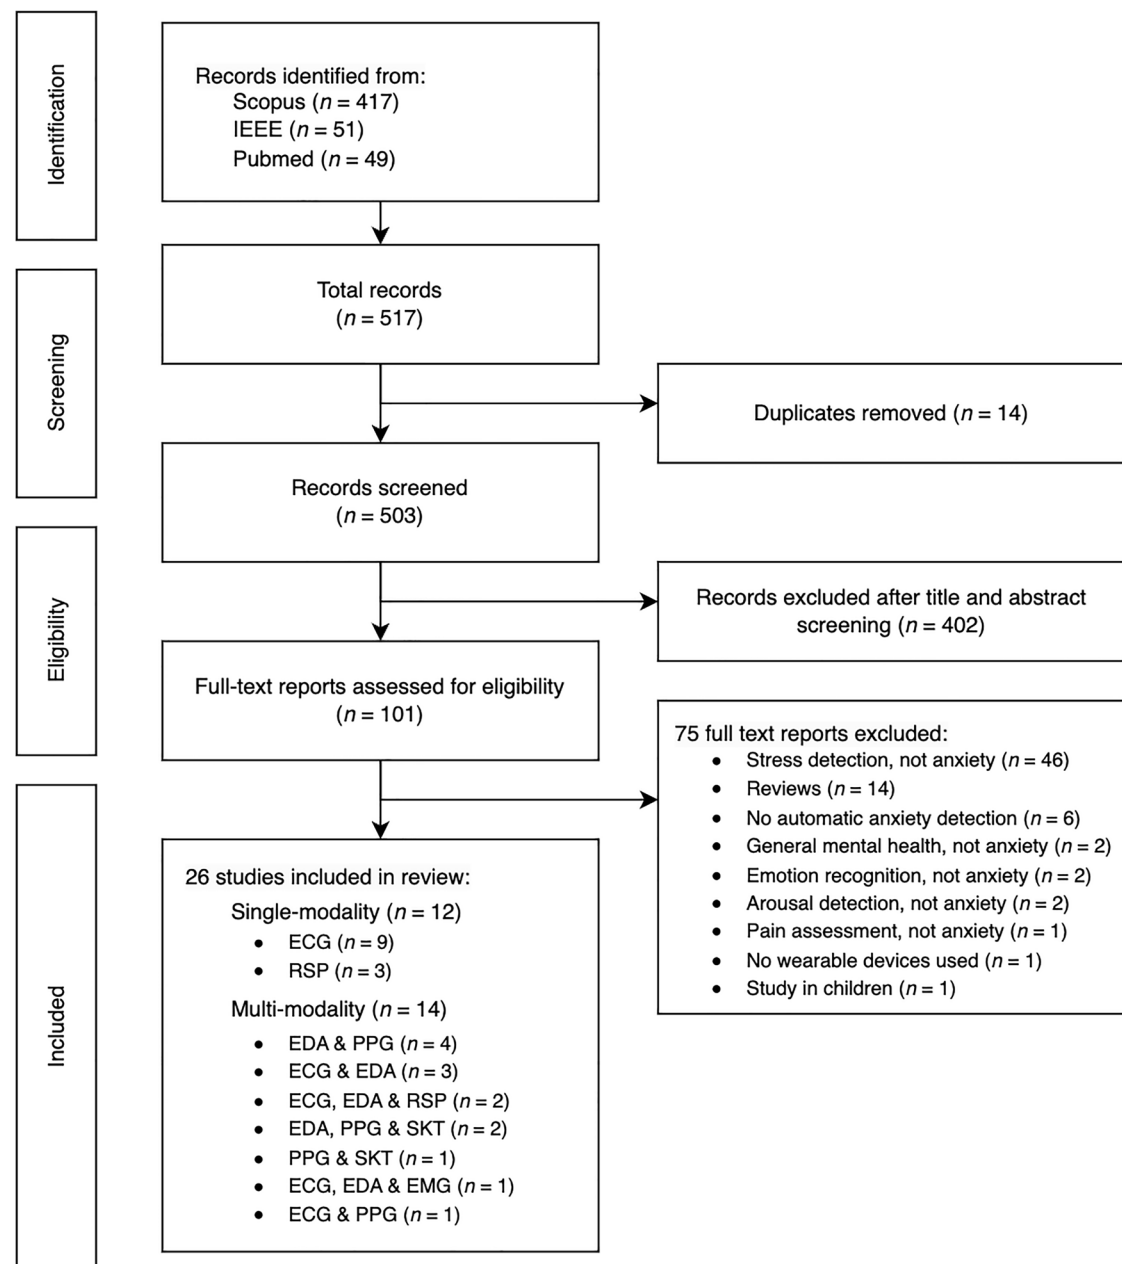 Identification
Records identified from:
Scopus (n = 417)
IEEE (n = 51)
Pubmed (n = 49)
Screening
Total records
(n = 517)
Duplicates removed (n = 14)
Records screened
(n = 503)
Eligibility
Records excluded after title and abstract
screening (n = 402)
Full-text reports assessed for eligibility
(n = 101)
75 full text reports excluded:
• Stress detection, not anxiety (n = 46)
• Reviews (n = 14)
• No automatic anxiety detection (n = 6)
• General mental health, not anxiety (n = 2)
• Emotion recognition, not anxiety (n = 2)
• Arousal detection, not anxiety (n = 2)
• Pain assessment, not anxiety (n = 1)
• No wearable devices used (n = 1)
• Study in children (n = 1)
Included
26 studies included in review:
Single-modality (n = 12)
• ECG (n = 9)
• RSP (n = 3)
Multi-modality (n = 14)
• EDA & PPG (n = 4)
• ECG & EDA (n = 3)
• ECG, EDA & RSP (n = 2)
• EDA, PPG & SKT (n = 2)
• PPG & SKT (n = 1)
• ECG, EDA & EMG (n = 1)
• ECG & PPG (n = 1)